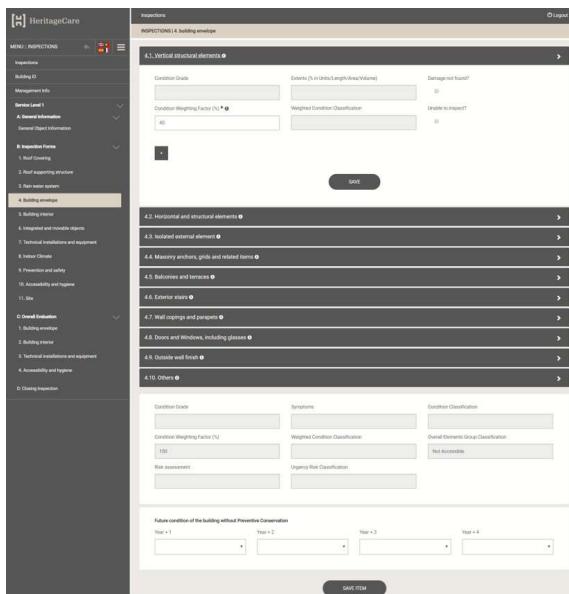 HeritageCare
MENU :: INSPECTIONS
Inspections
Building ID
Management Info
Service Level 1
A: General Information
General Object Information
B: Inspection Forms
1. Roof Covering
2. Roof supporting structure
3. Rain water system
4. Building envelope
5. Building interior
6. Integrated and movable objects
7. Technical installations and equipment
8. Indoor Climate
9. Prevention and safety
10. Accessibility and hygiene
11. Site
C: Overall Evaluation
1. Building envelope
2. Building interior
3. Technical installations and equipment
4. Accessibility and hygiene
D: Closing Inspection
Inspections
Logout
INSPECTIONS | 4. building envelope
4.1. Vertical structural elements
Condition Grade
Extents (% in Units/Length/Area/Volume)
Damage not found?
Condition Weighting Factor (%) *
Weighted Condition Classification
Unable to inspect?
40
+
SAVE
4.2. Horizontal and structural elements
4.3. Isolated external element
4.4. Masonry anchors, grids and related items
4.5. Balconies and terraces
4.6. Exterior stairs
4.7. Wall copings and parapets
4.8. Doors and Windows, including glasses
4.9. Outside wall finish
4.10. Others
Condition Grade
Symptoms
Condition Classification
Condition Weighting Factor (%)
Weighted Condition Classification
Overall Elements Group Classification
100
Not Accessible
Risk assessment
Urgency Risk Classification
Future condition of the building without Preventive Conservation
Year + 1
Year + 2
Year + 3
Year + 4
SAVE ITEM